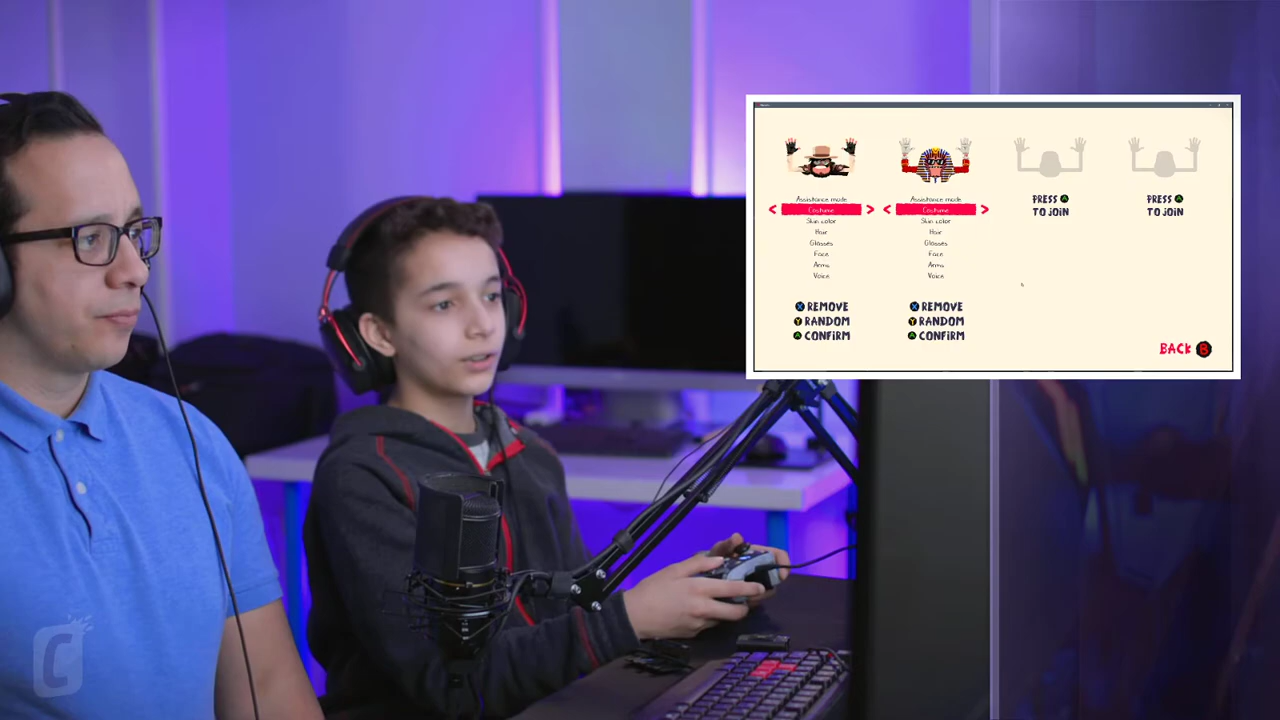 Assistance mode
Costume
Skin color
Hair
Glasses
Face
Arms
Voice
X REMOVE
Y RANDOM
A CONFIRM
Assistance mode
Costume
Skin color
Hair
Glasses
Face
Arms
Voice
X REMOVE
Y RANDOM
A CONFIRM
PRESS A
TO JOIN
PRESS A
TO JOIN
BACK B